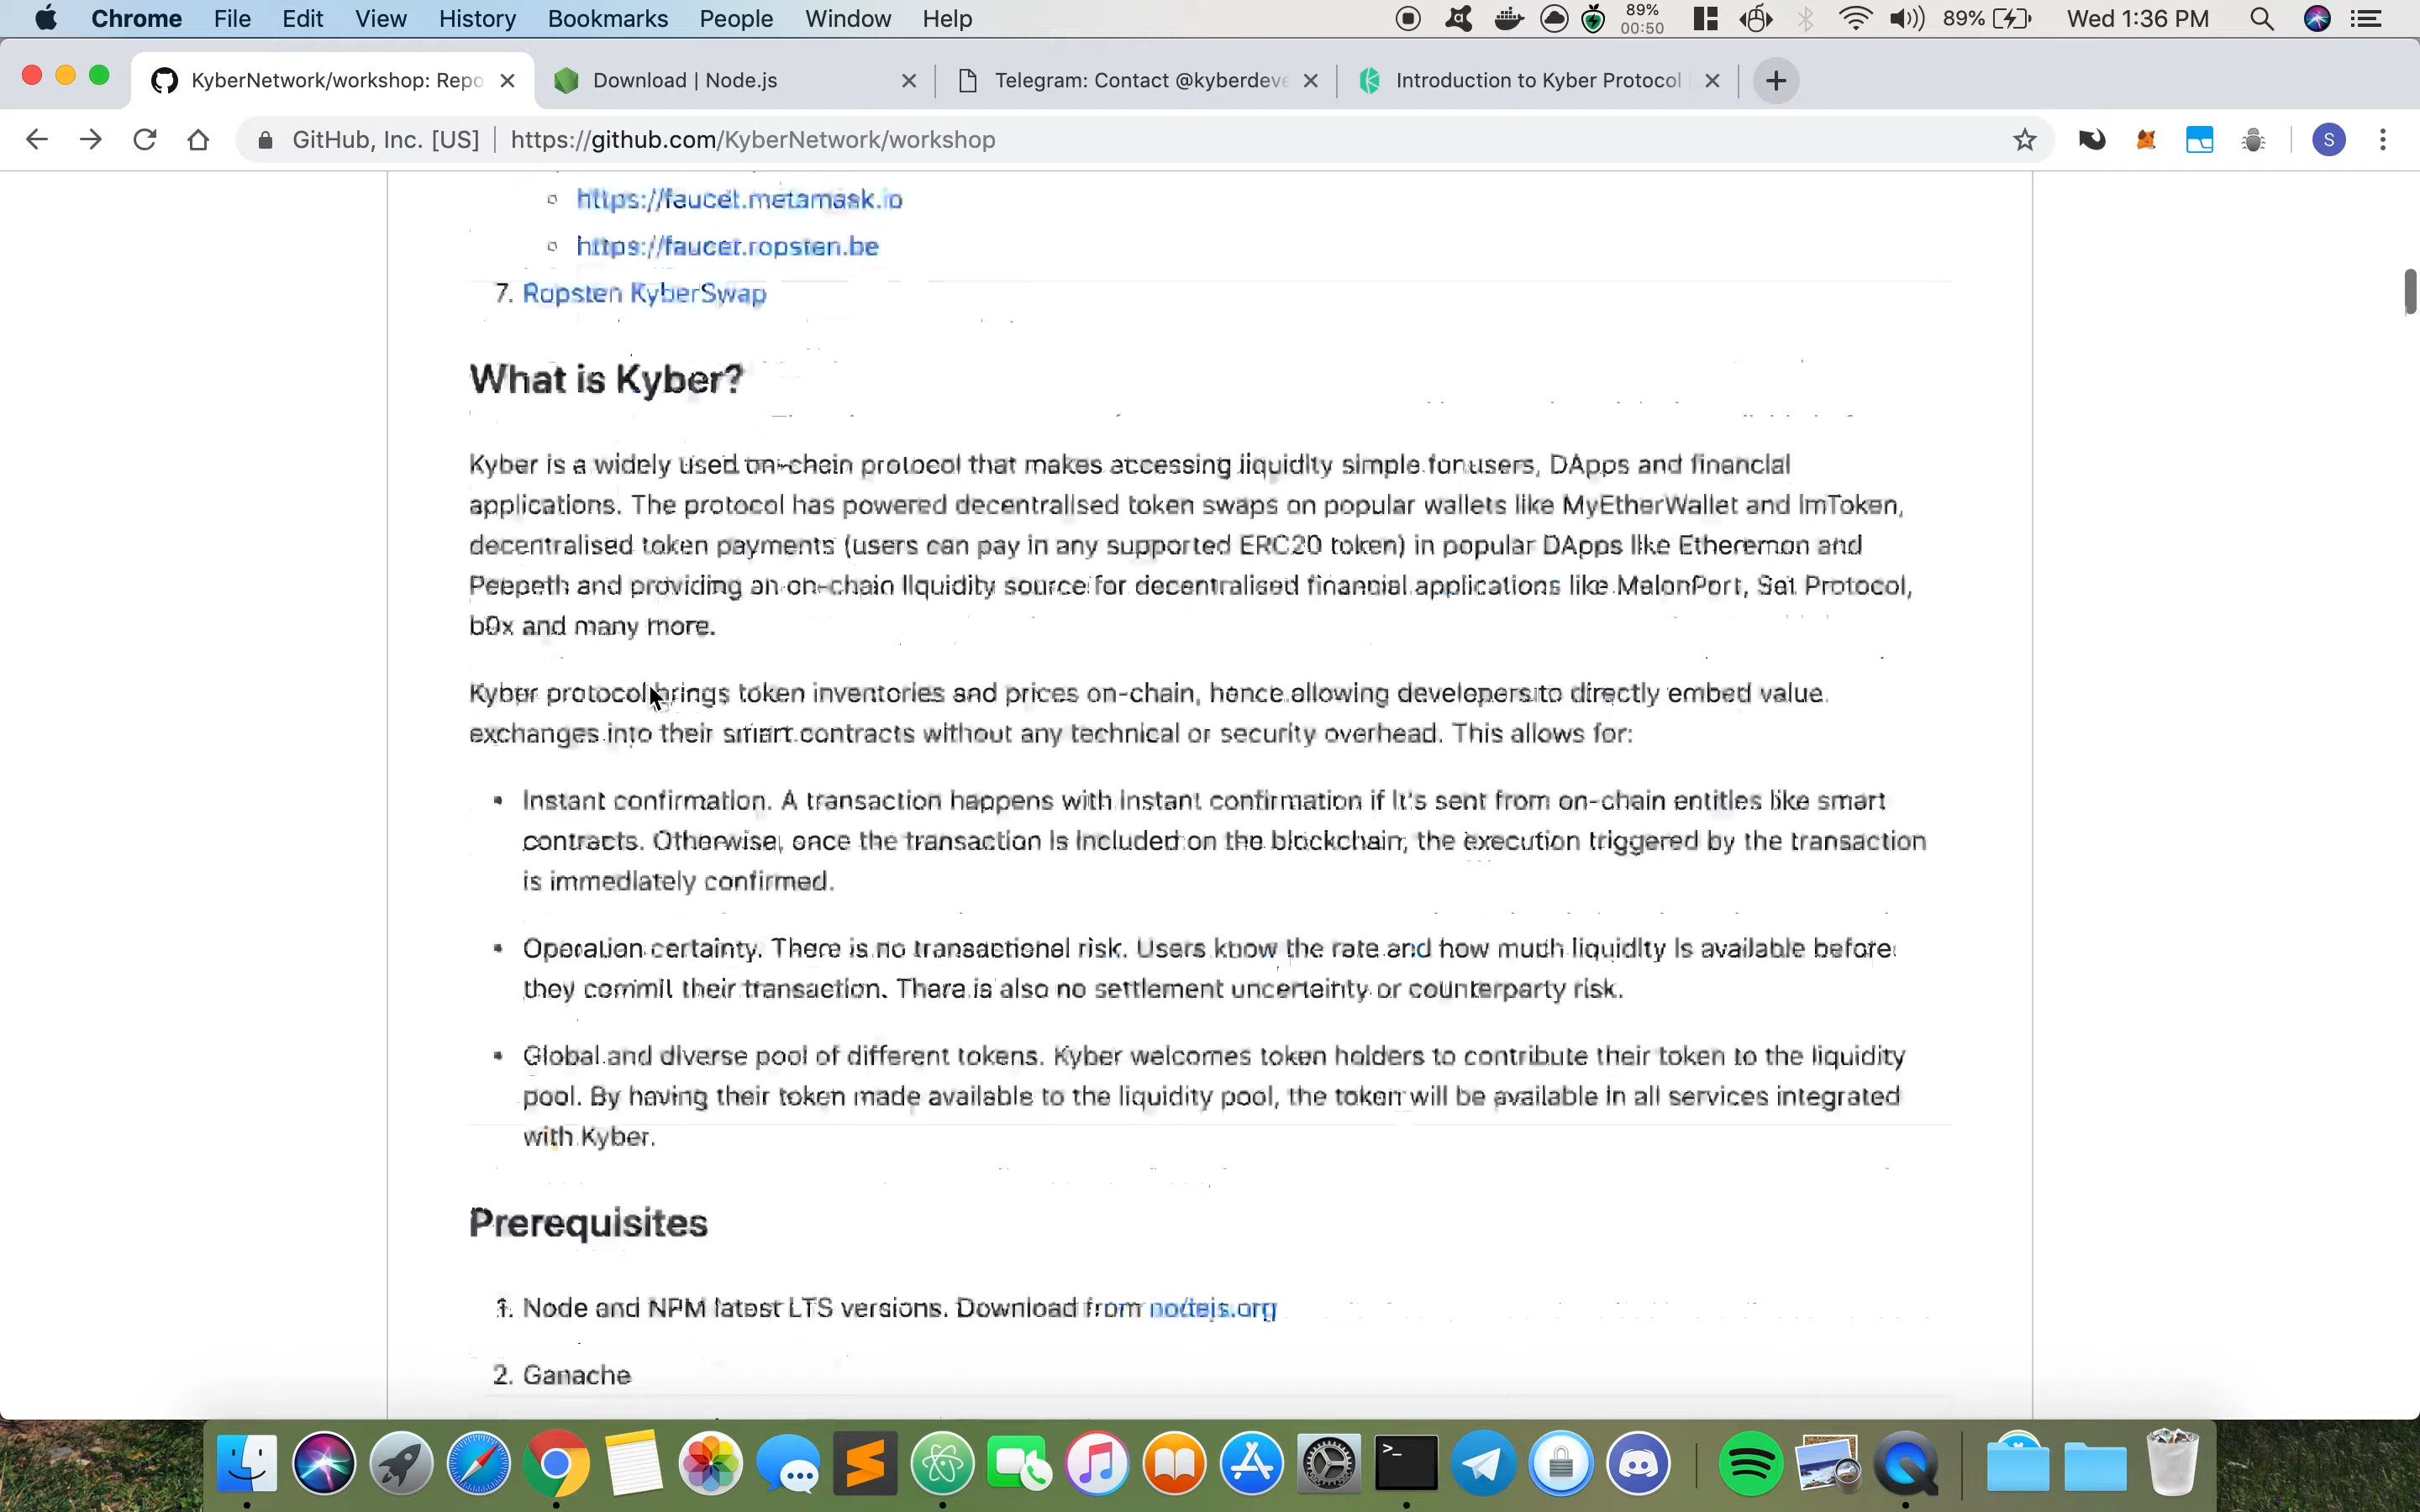 Chrome File Edit View History Bookmarks People Window Help 89% 00:50 89% Wed 1:36 PM
KyberNetwork/workshop: Repo Download | Node.js Telegram: Contact @kyberdeve Introduction to Kyber Protocol
GitHub, Inc. [US] https://github.com/KyberNetwork/workshop S
https://faucet.metamask.io
https://faucet.ropsten.be
7. Ropsten KyberSwap
What is Kyber?
Kyber is a widely used on-chain protocol that makes accessing liquidity simple for users, DApps and financial
applications. The protocol has powered decentralised token swaps on popular wallets like MyEtherWallet and ImToken,
decentralised token payments (users can pay in any supported ERC20 token) in popular DApps like Etheremon and
Peepeth and providing an on-chain liquidity source for decentralised financial applications like MelonPort, Set Protocol,
b0x and many more.
Kyber protocol brings token inventories and prices on-chain, hence allowing developers to directly embed value
exchanges into their smart contracts without any technical or security overhead. This allows for:
Instant confirmation. A transaction happens with instant confirmation if it's sent from on-chain entities like smart
contracts. Otherwise, once the transaction is included on the blockchain, the execution triggered by the transaction
is immediately confirmed.
Operation certainty. There is no transactional risk. Users know the rate and how much liquidity is available before
they commit their transaction. There is also no settlement uncertainty or counterparty risk.
Global and diverse pool of different tokens. Kyber welcomes token holders to contribute their token to the liquidity
pool. By having their token made available to the liquidity pool, the token will be available in all services integrated
with Kyber.
Prerequisites
1. Node and NPM latest LTS versions. Download from nodejs.org
2. Ganache